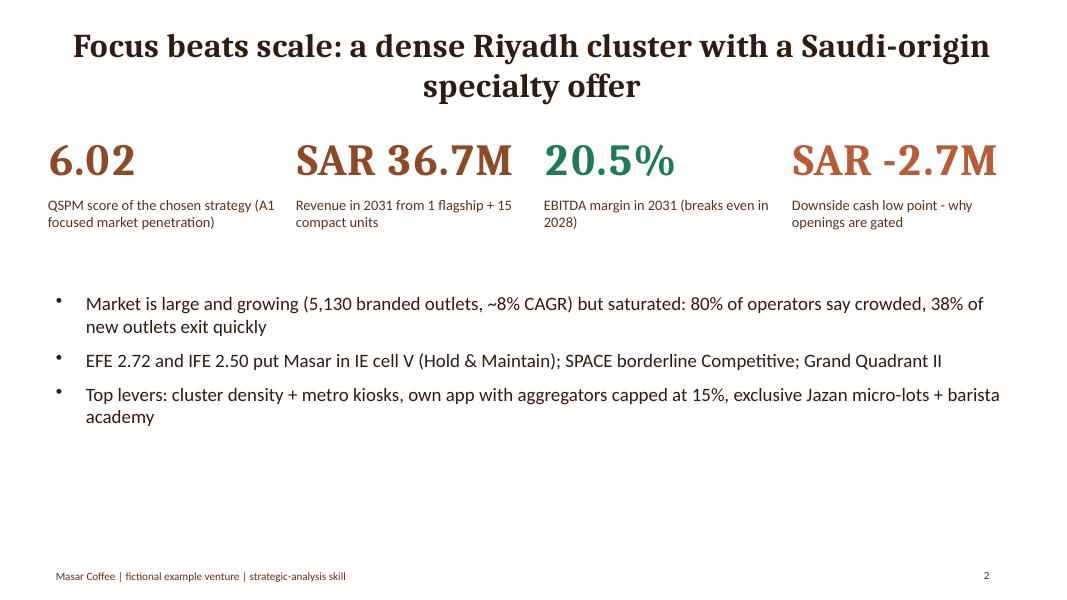 Focus beats scale: a dense Riyadh cluster with a Saudi-origin
specialty offer
6.02
QSPM score of the chosen strategy (A1
focused market penetration)
SAR 36.7M
Revenue in 2031 from 1 flagship + 15
compact units
20.5%
EBITDA margin in 2031 (breaks even in
2028)
SAR -2.7M
Downside cash low point - why
openings are gated
• Market is large and growing (5,130 branded outlets, ~8% CAGR) but saturated: 80% of operators say crowded, 38% of
new outlets exit quickly
• EFE 2.72 and IFE 2.50 put Masar in IE cell V (Hold & Maintain); SPACE borderline Competitive; Grand Quadrant II
• Top levers: cluster density + metro kiosks, own app with aggregators capped at 15%, exclusive Jazan micro-lots + barista
academy
Masar Coffee | fictional example venture | strategic-analysis skill
2